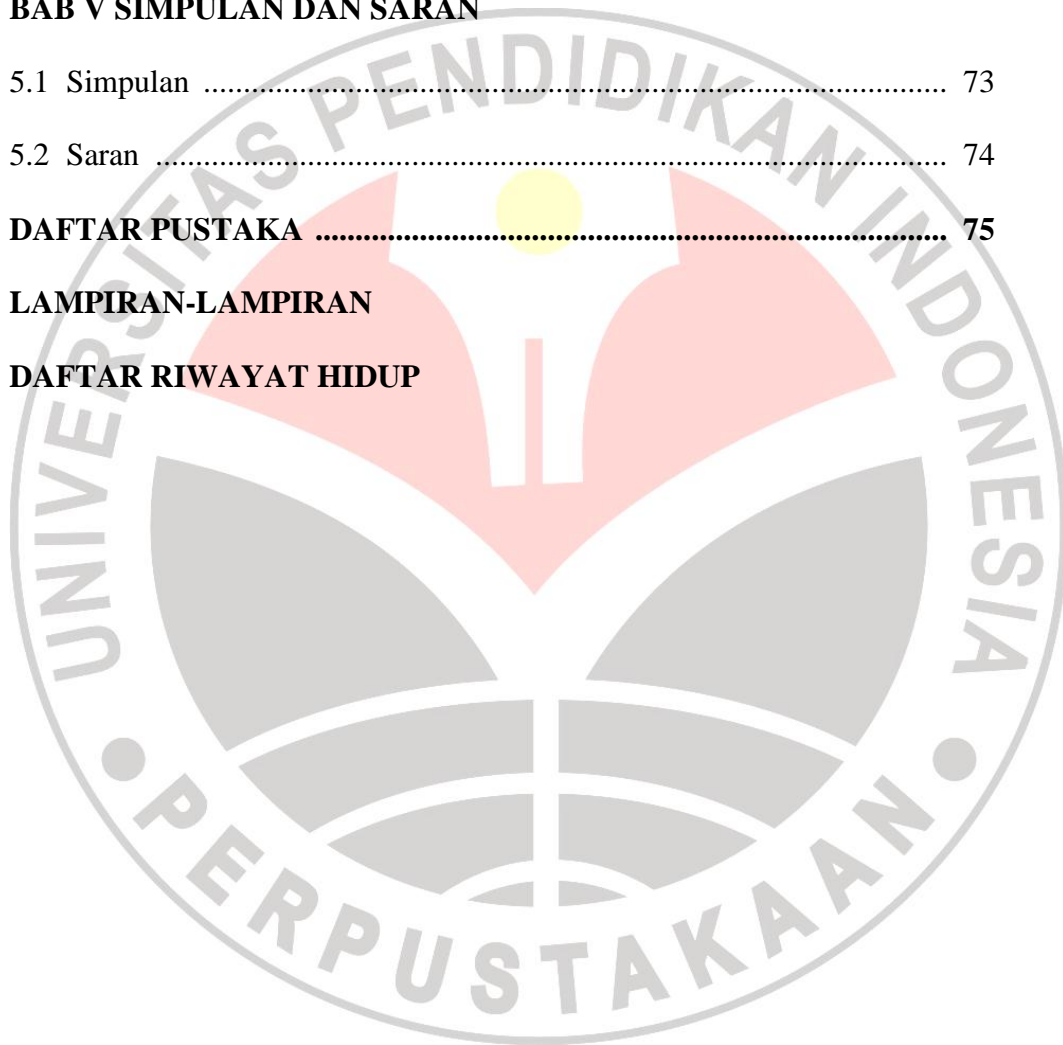 BAB V SIMPULAN DAN SARAN
5.1 Simpulan ............................................................................................. 73
5.2 Saran ................................................................................................... 74
DAFTAR PUSTAKA ............................................................................... 75
LAMPIRAN-LAMPIRAN
DAFTAR RIWAYAT HIDUP
UNIVERSITAS PENDIDIKAN INDONESIA
PERPUSTAKAAN